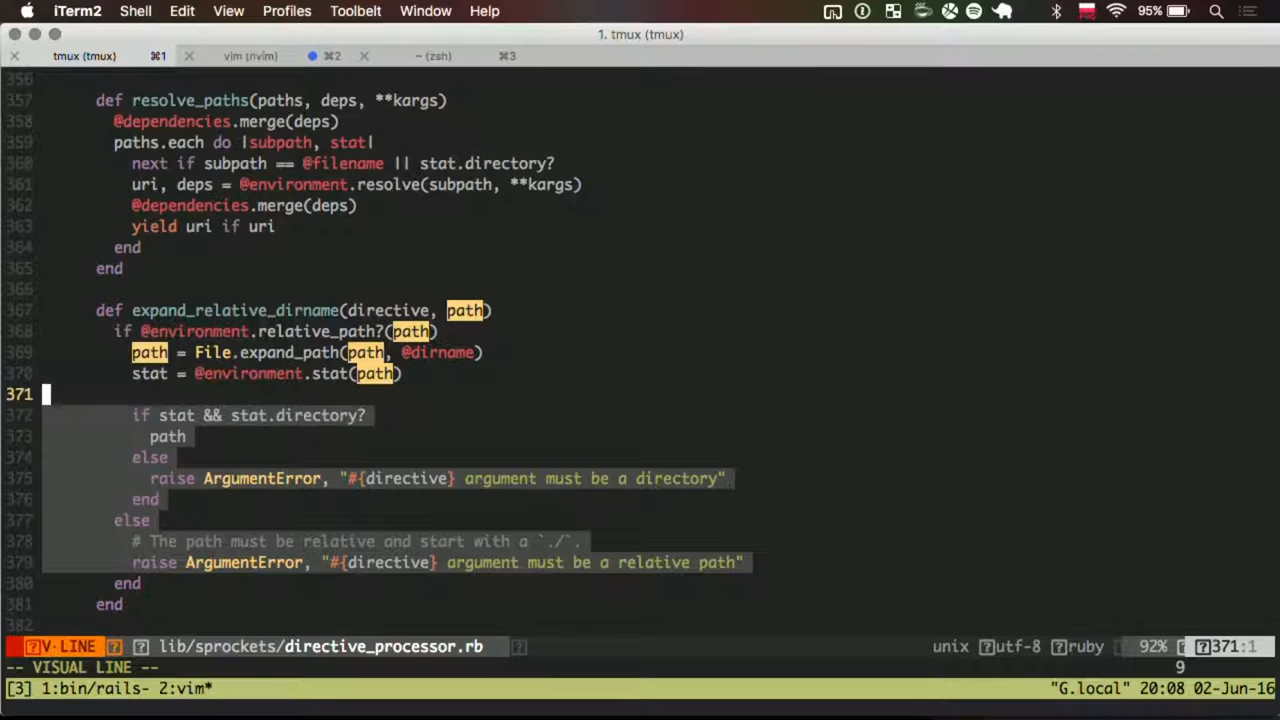 iTerm2 Shell Edit View Profiles Toolbelt Window Help 95%
1. tmux (tmux)
tmux (tmux) ⌘1 vim (nvim) ⌘2 ~ (zsh) ⌘3
356
357 def resolve_paths(paths, deps, **kargs)
358 @dependencies.merge(deps)
359 paths.each do |subpath, stat|
360 next if subpath == @filename || stat.directory?
361 uri, deps = @environment.resolve(subpath, **kargs)
362 @dependencies.merge(deps)
363 yield uri if uri
364 end
365 end
366
367 def expand_relative_dirname(directive, path)
368 if @environment.relative_path?(path)
369 path = File.expand_path(path, @dirname)
370 stat = @environment.stat(path)
371
372 if stat && stat.directory?
373 path
374 else
375 raise ArgumentError, "#{directive} argument must be a directory"
376 end
377 else
378 # The path must be relative and start with a `./`.
379 raise ArgumentError, "#{directive} argument must be a relative path"
380 end
381 end
382
V·LINE lib/sprockets/directive_processor.rb unix utf-8 ruby 92% 371:1
-- VISUAL LINE -- 9
[3] 1:bin/rails- 2:vim* "G.local" 20:08 02-Jun-16